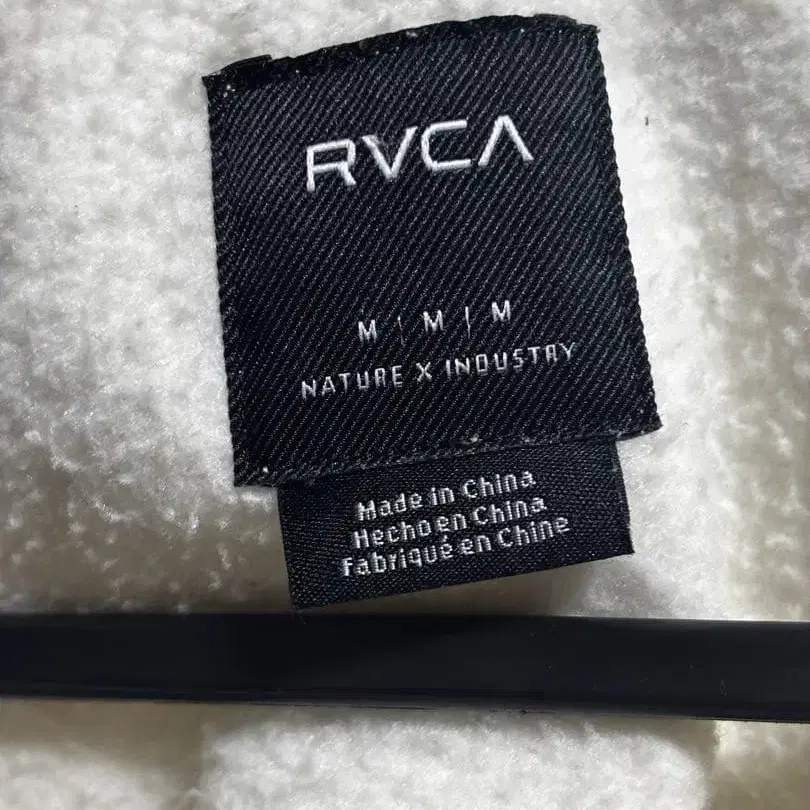 RVCA
M | M | M
NATURE X INDUSTRY
Made in China
Hecho en China
Fabriqué en Chine